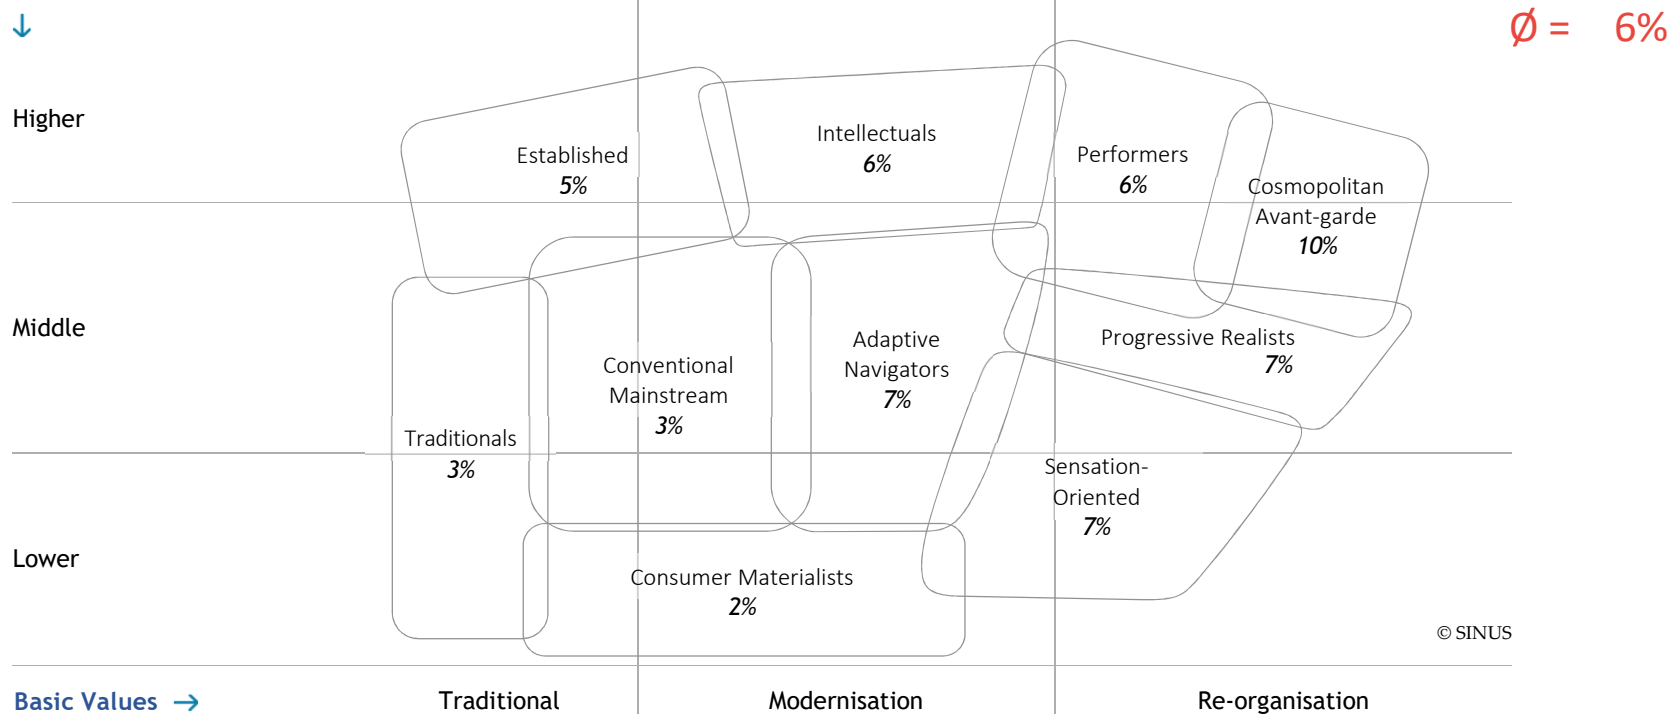 ↓
Ø = 6%
Higher
Established
5%
Intellectuals
6%
Performers
6%
Cosmopolitan
Avant-garde
10%
Middle
Conventional
Mainstream
3%
Adaptive
Navigators
7%
Progressive Realists
7%
Traditionals
3%
Sensation-
Oriented
7%
Lower
Consumer Materialists
2%
© SINUS
Basic Values →
Traditional
Modernisation
Re-organisation